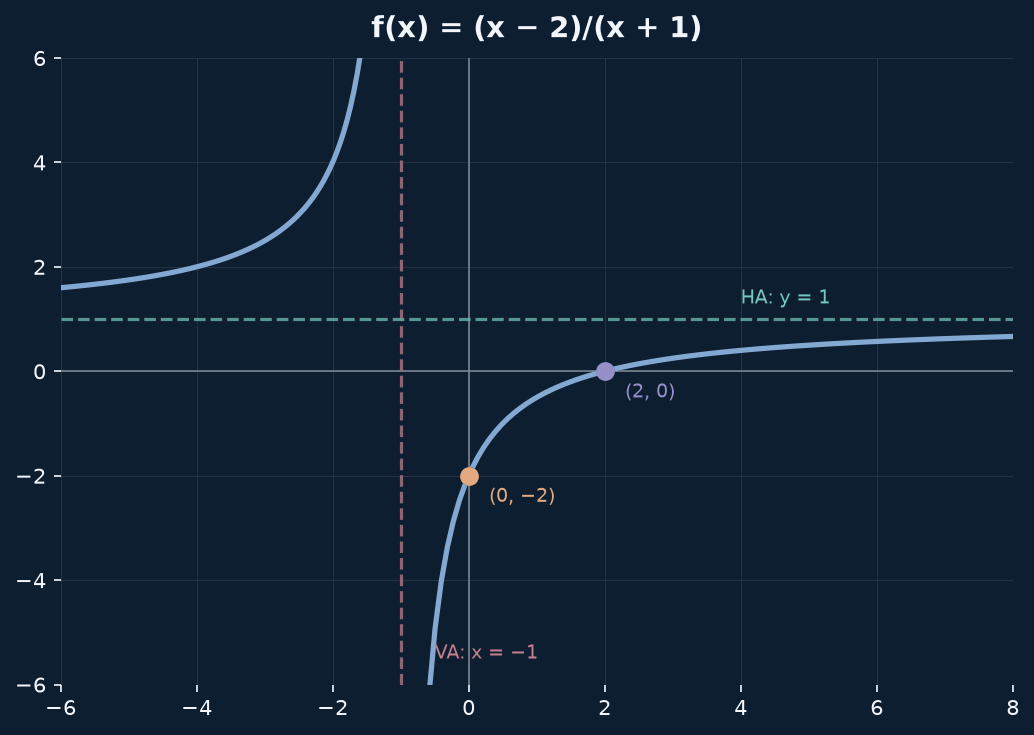 f(x) = (x − 2)/(x + 1)
6
4
2
HA: y = 1
0
(2, 0)
−2
(0, −2)
−4
VA: x = −1
−6
−6 −4 −2 0 2 4 6 8